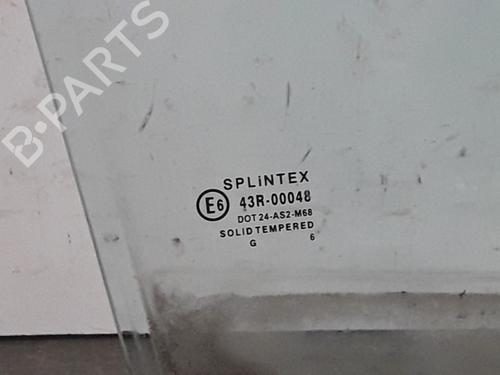 B-PARTS
SPLiNTEX
E6 43R-00048
DOT 24-AS2-M68
SOLID TEMPERED
G 6